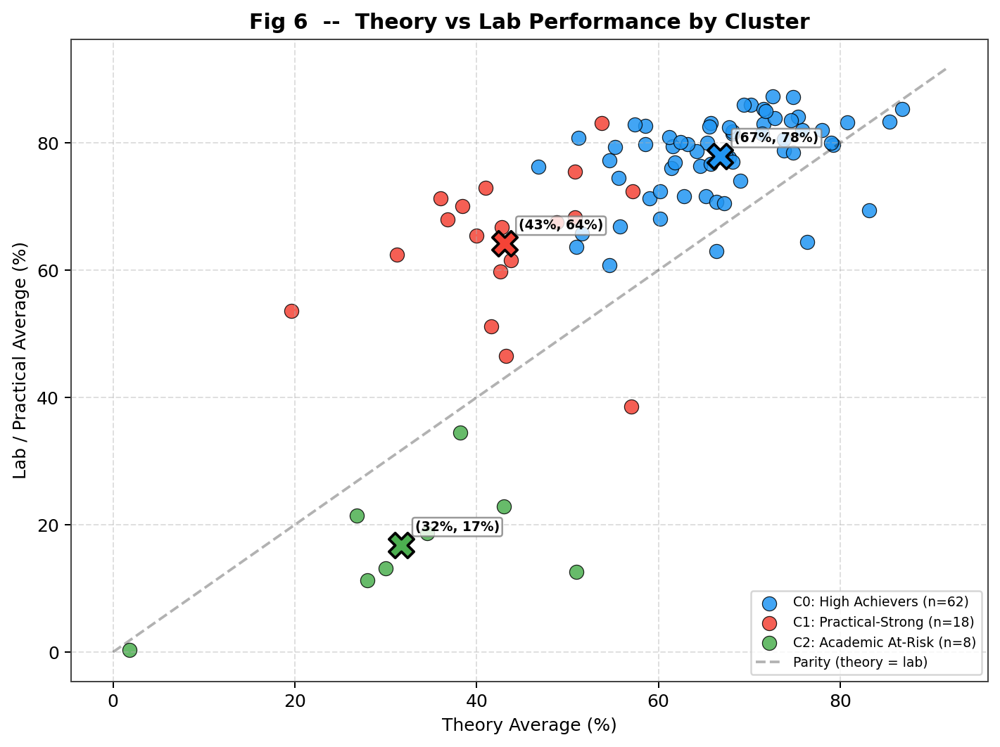 Fig 6  --  Theory vs Lab Performance by Cluster
Lab / Practical Average (%)
80
60
40
20
0
(67%, 78%)
(43%, 64%)
(32%, 17%)
C0: High Achievers (n=62)
C1: Practical-Strong (n=18)
C2: Academic At-Risk (n=8)
Parity (theory = lab)
0 20 40 60 80
Theory Average (%)